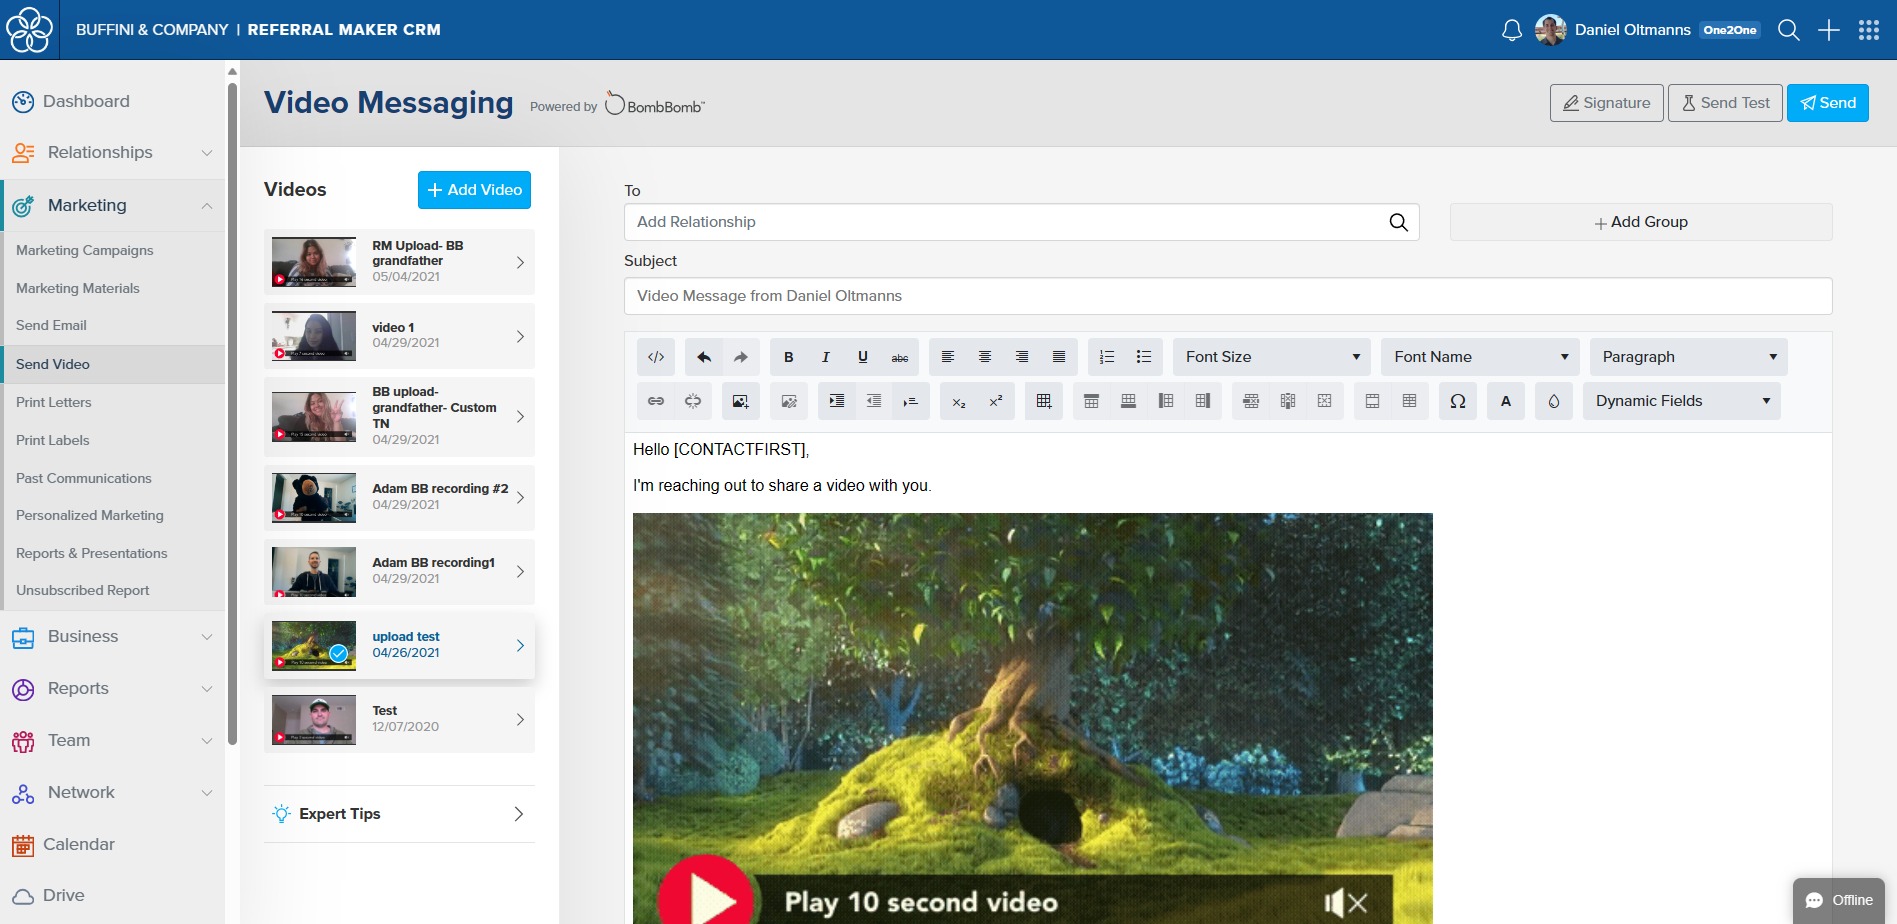 BUFFINI & COMPANY | REFERRAL MAKER CRM
Daniel Oltmanns One2One
Dashboard
Relationships
Marketing
Marketing Campaigns
Marketing Materials
Send Email
Send Video
Print Letters
Print Labels
Past Communications
Personalized Marketing
Reports & Presentations
Unsubscribed Report
Business
Reports
Team
Network
Calendar
Drive
Video Messaging Powered by BombBomb™
Signature
Send Test
Send
Videos
+ Add Video
RM Upload- BB
grandfather
05/04/2021
video 1
04/29/2021
BB upload-
grandfather- Custom
TN
04/29/2021
Adam BB recording #2
04/29/2021
Adam BB recording1
04/29/2021
upload test
04/26/2021
Test
12/07/2020
Expert Tips
To
Add Relationship
+ Add Group
Subject
Video Message from Daniel Oltmanns
</> B I U abc Font Size Font Name Paragraph
x₂ x² Ω A Dynamic Fields
Hello [CONTACTFIRST],
I'm reaching out to share a video with you.
Play 10 second video
Offline